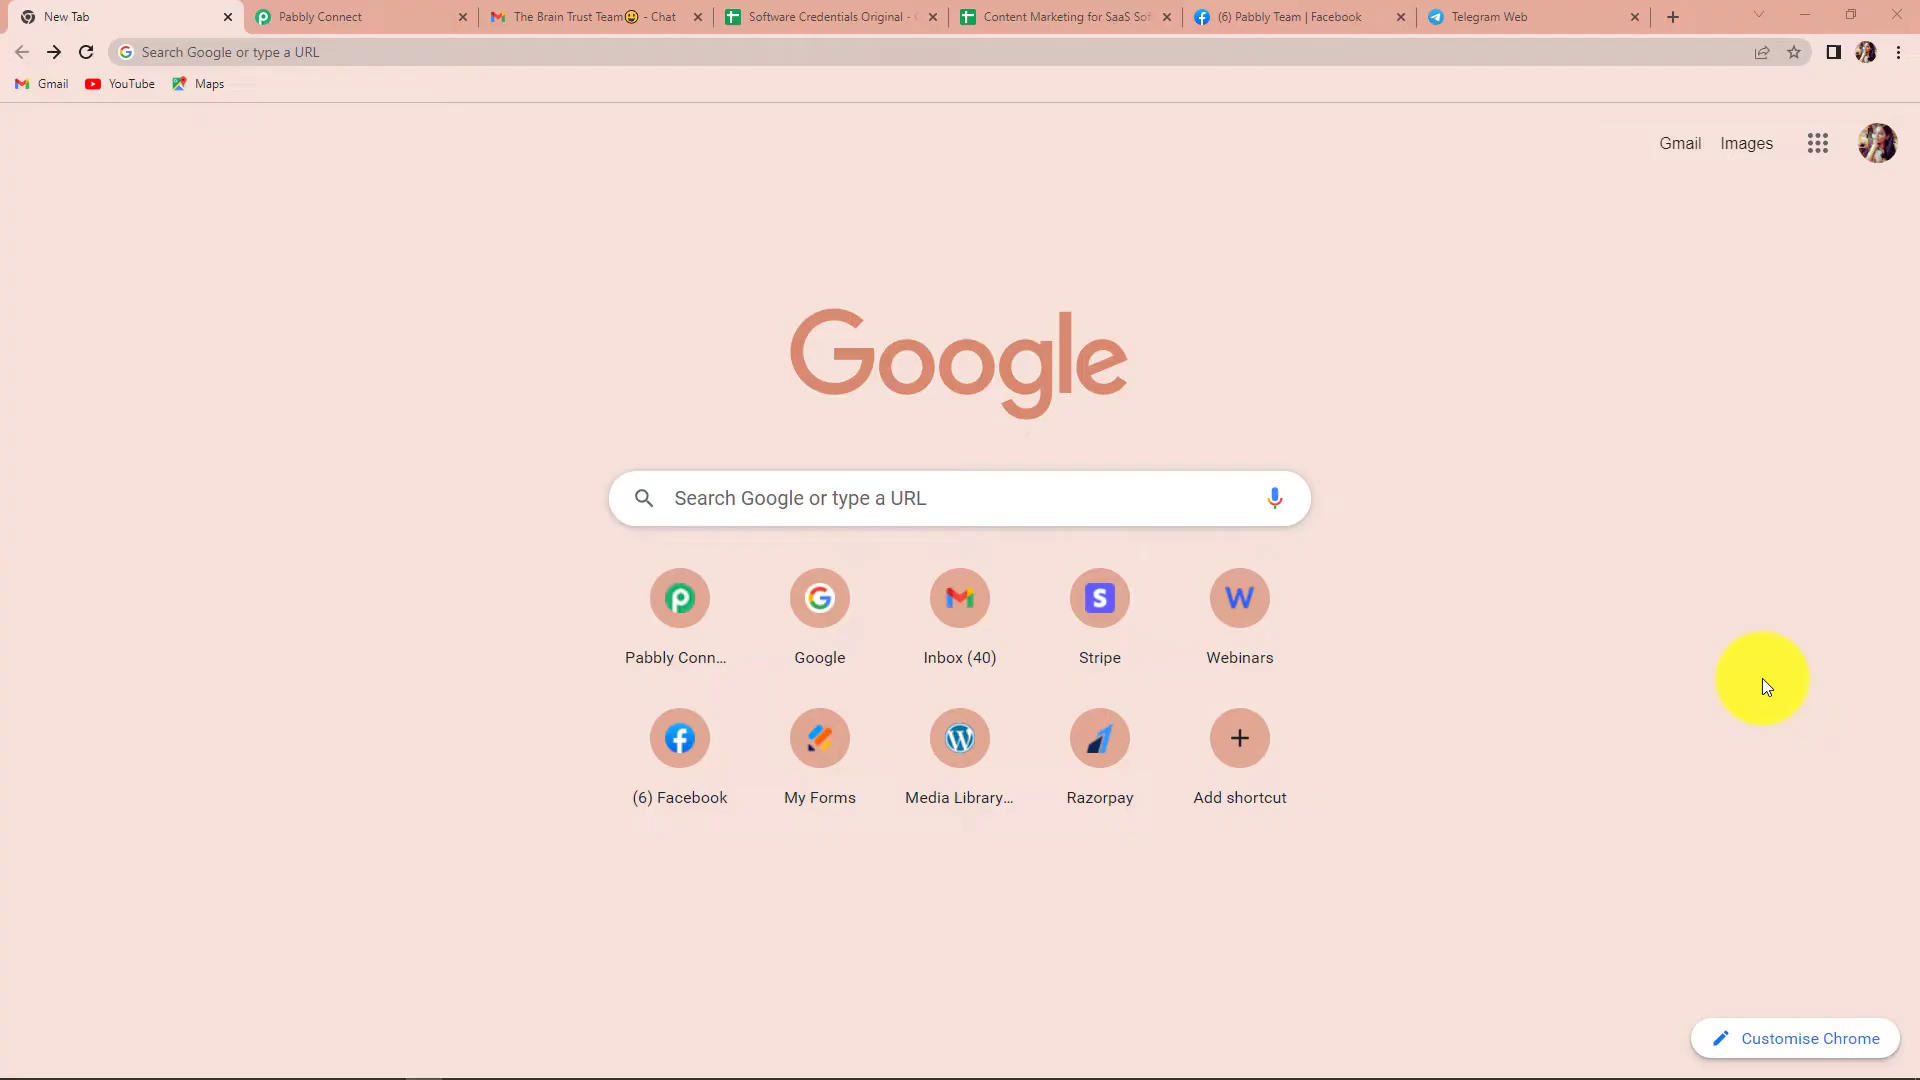 New Tab
Pabbly Connect
The Brain Trust Team😀 - Chat
Software Credentials Original -
Content Marketing for SaaS Sof
(6) Pabbly Team | Facebook
Telegram Web
Search Google or type a URL
Gmail
YouTube
Maps
Gmail
Images
Google
Search Google or type a URL
Pabbly Conn...
Google
Inbox (40)
Stripe
Webinars
(6) Facebook
My Forms
Media Library...
Razorpay
Add shortcut
Customise Chrome